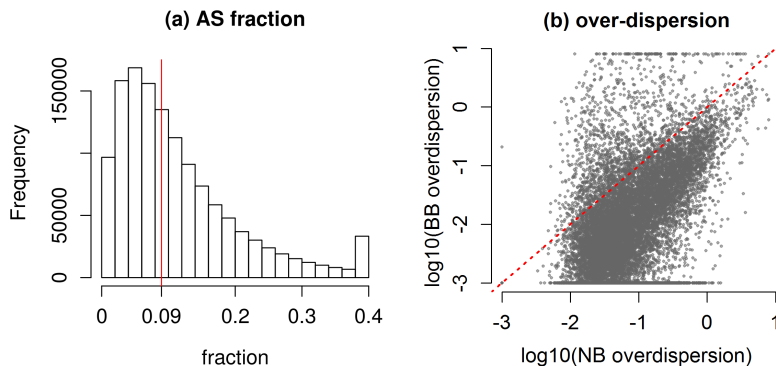 (a) AS fraction
Frequency
150000
50000
0
0 0.09 0.2 0.3 0.4
fraction
(b) over-dispersion
log10(BB overdispersion)
1
0
-1
-2
-3
-3 -2 -1 0 1
log10(NB overdispersion)